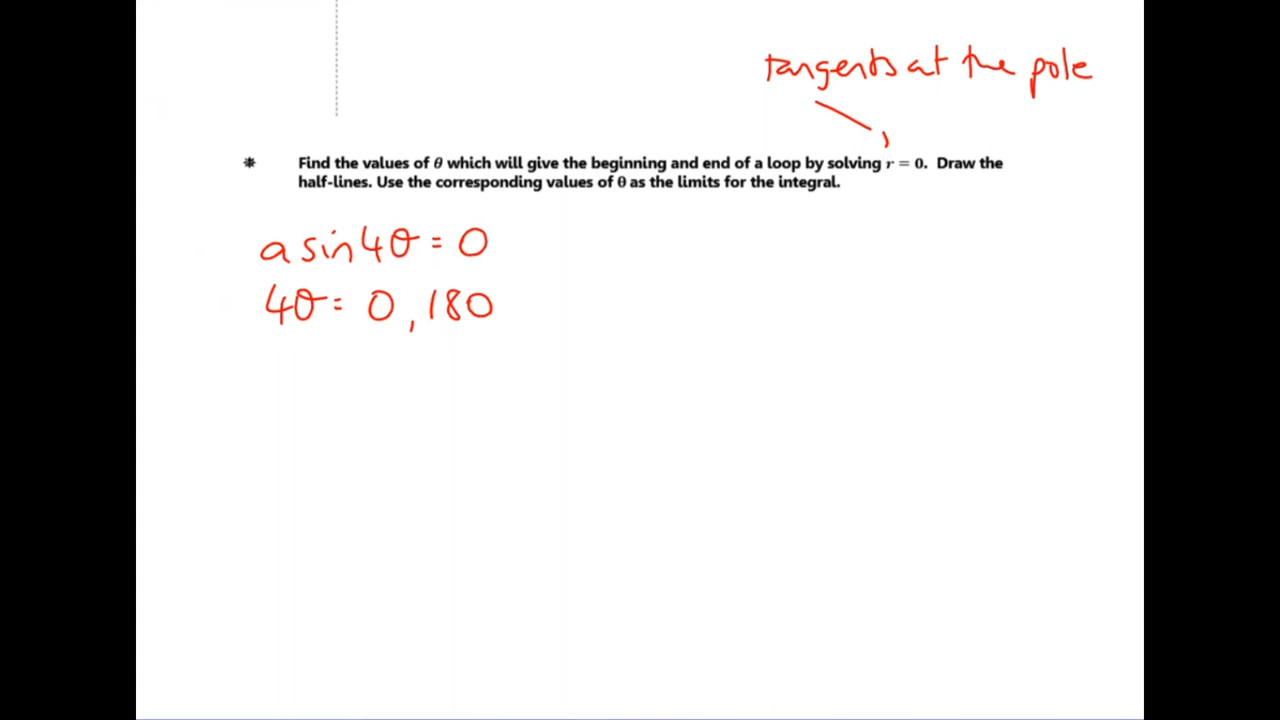 tangents at the pole
* Find the values of θ which will give the beginning and end of a loop by solving r = 0. Draw the
half-lines. Use the corresponding values of θ as the limits for the integral.
a sin 4θ = 0
4θ = 0, 180